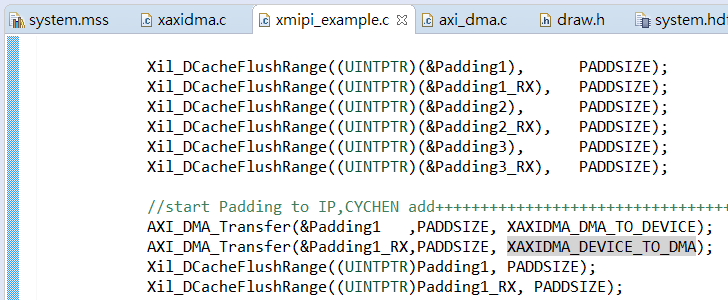 system.mss xaxidma.c xmipi_example.c axi_dma.c draw.h system.hd
Xil_DCacheFlushRange((UINTPTR)(&Padding1), PADDSIZE);
Xil_DCacheFlushRange((UINTPTR)(&Padding1_RX), PADDSIZE);
Xil_DCacheFlushRange((UINTPTR)(&Padding2), PADDSIZE);
Xil_DCacheFlushRange((UINTPTR)(&Padding2_RX), PADDSIZE);
Xil_DCacheFlushRange((UINTPTR)(&Padding3), PADDSIZE);
Xil_DCacheFlushRange((UINTPTR)(&Padding3_RX), PADDSIZE);
//start Padding to IP,CYCHEN add+++++++++++++++++++++++++++++++++
AXI_DMA_Transfer(&Padding1 ,PADDSIZE, XAXIDMA_DMA_TO_DEVICE);
AXI_DMA_Transfer(&Padding1_RX,PADDSIZE, XAXIDMA_DEVICE_TO_DMA);
Xil_DCacheFlushRange((UINTPTR)Padding1, PADDSIZE);
Xil_DCacheFlushRange((UINTPTR)Padding1_RX, PADDSIZE);